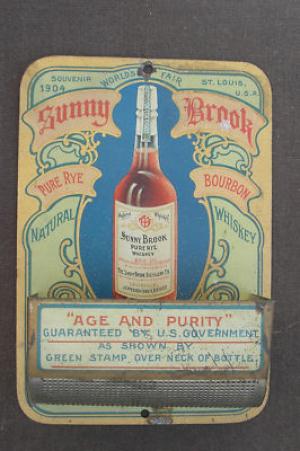 SOUVENIR WORLDS FAIR ST. LOUIS,
1904 U.S.A.
Sunny Brook
PURE RYE BOURBON
NATURAL WHISKEY
SUNNY BROOK
PURE RYE
WHISKEY
"AGE AND PURITY"
GUARANTEED BY U.S. GOVERNMENT
AS SHOWN BY
GREEN STAMP OVER NECK OF BOTTLE.